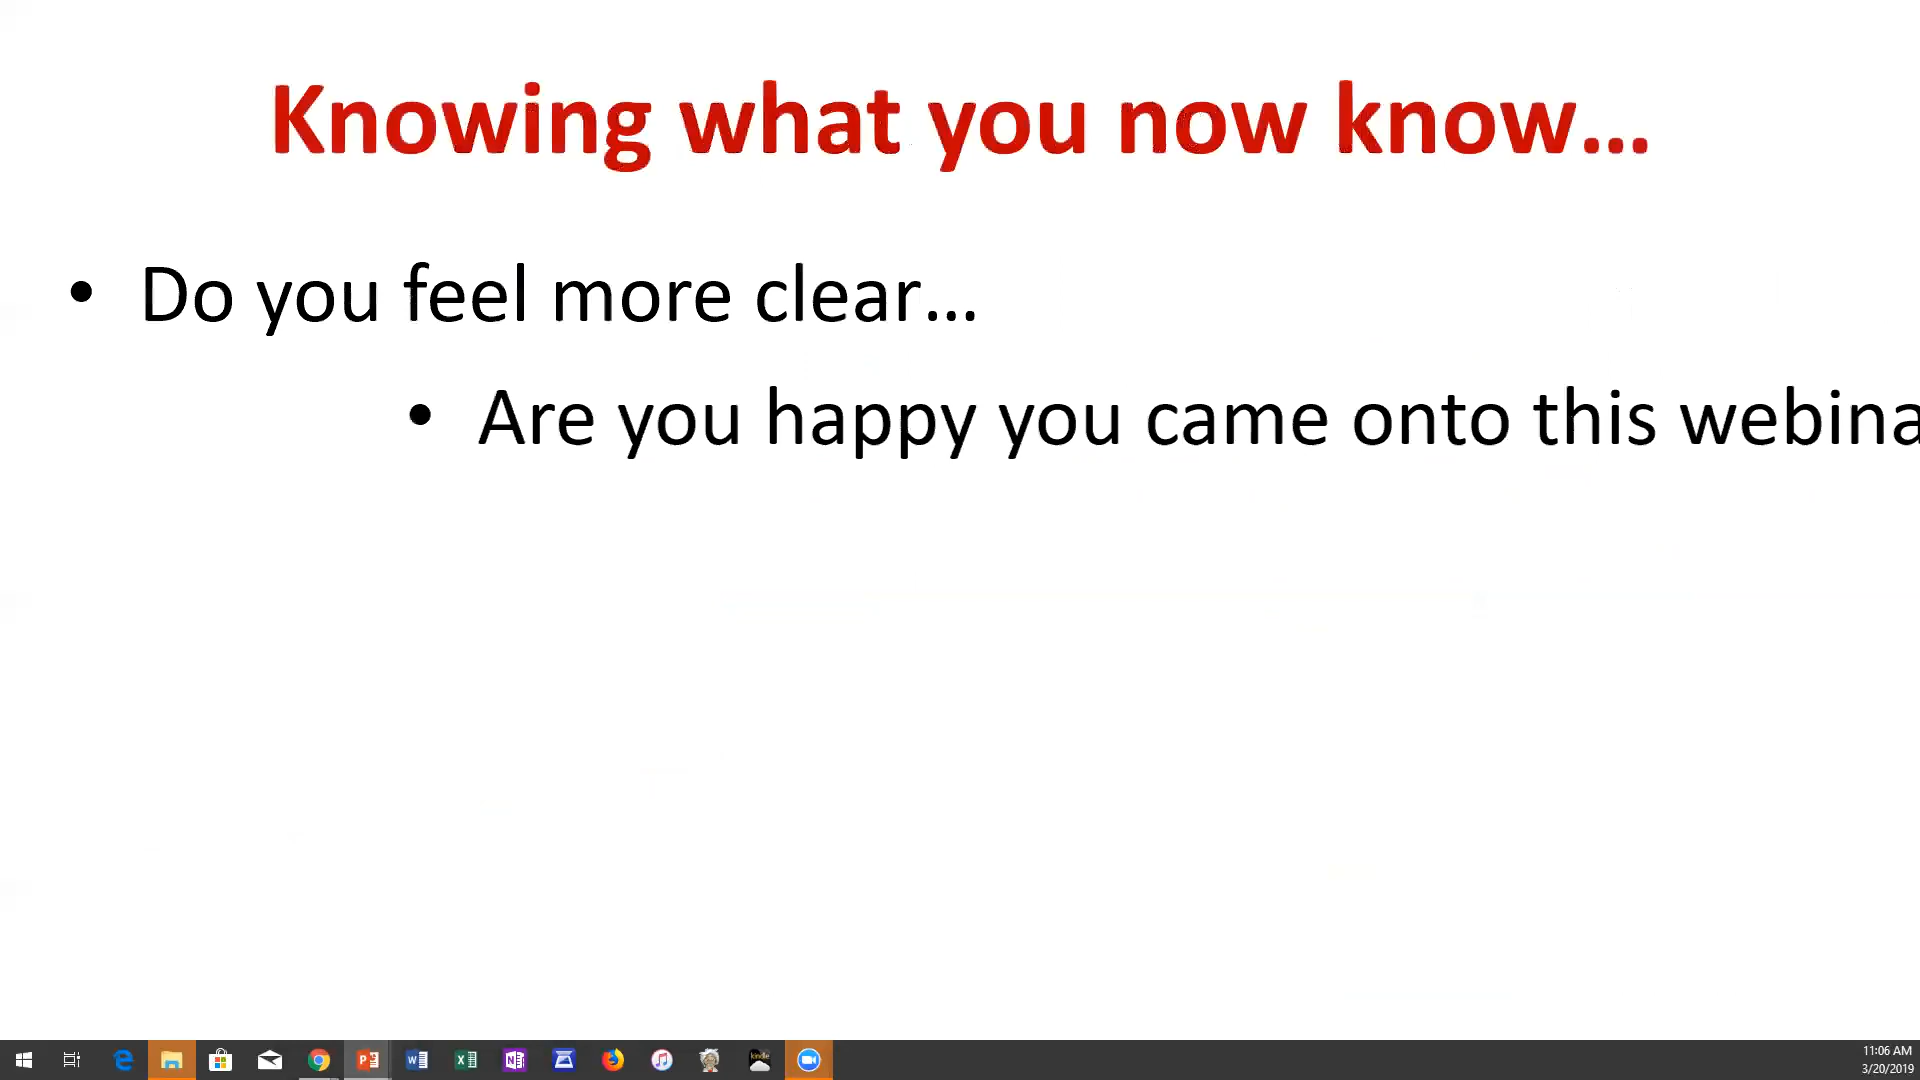 Knowing what you now know...
• Do you feel more clear...
• Are you happy you came onto this webina
kindle
11:06 AM
3/20/2019